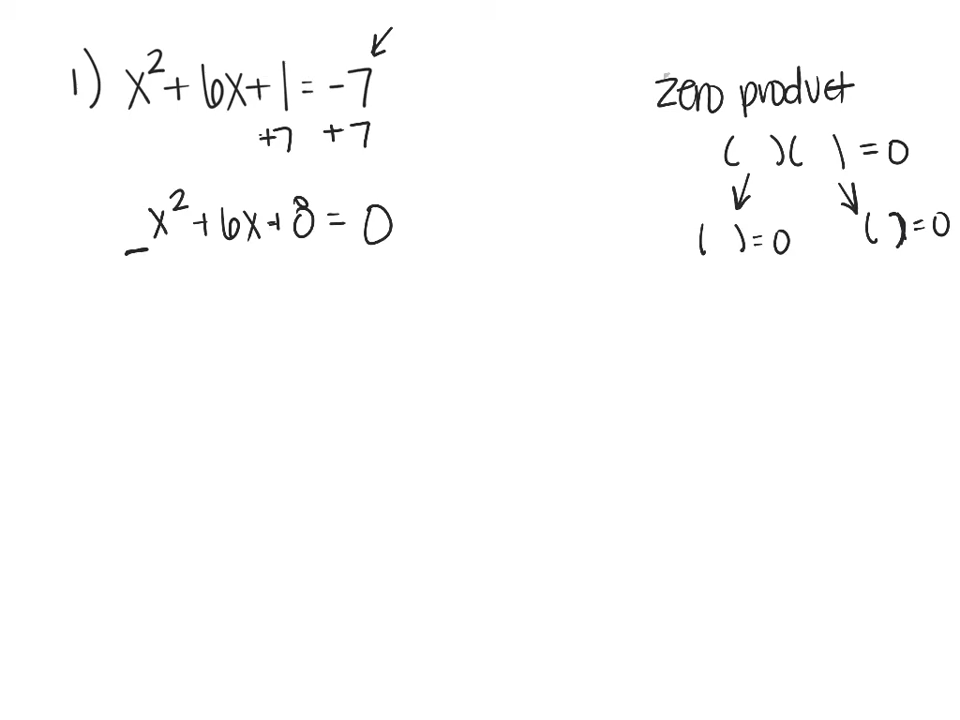 1) x² + 6x + 1 = -7
+7 +7
x² + 6x + 8 = 0
zero product
( )( ) = 0
( ) = 0 ( ) = 0